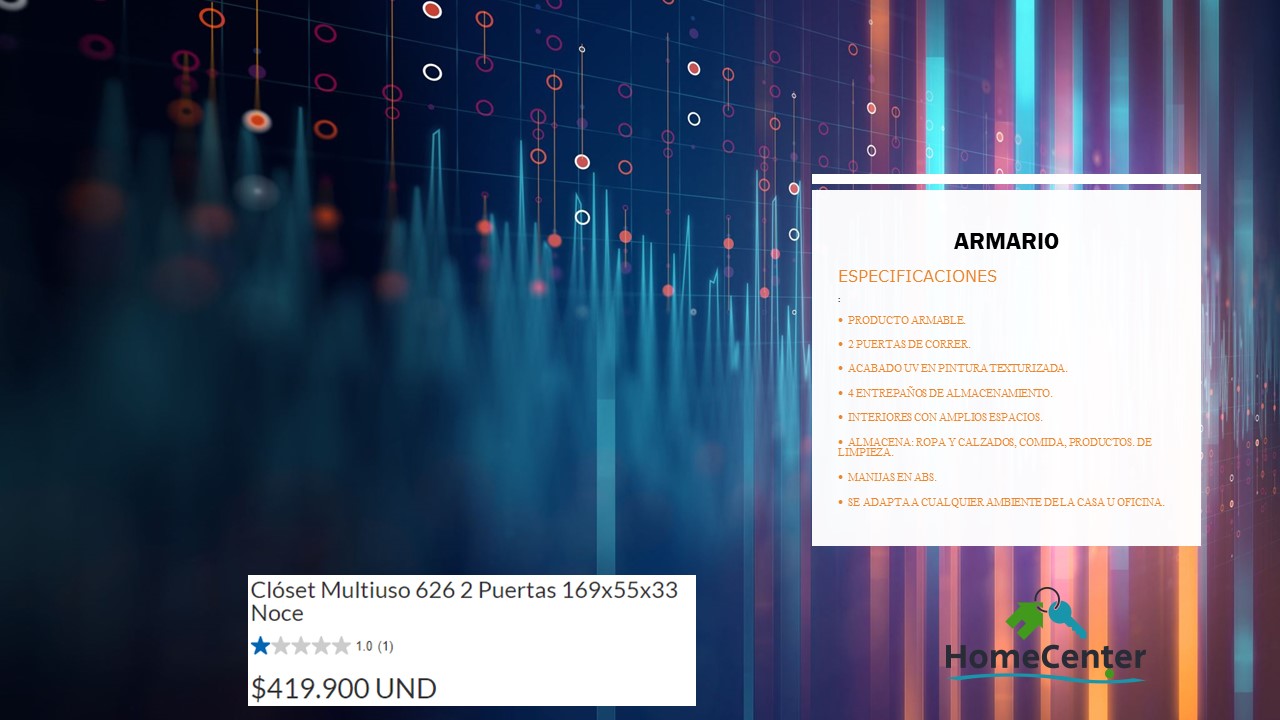 ARMARIO
ESPECIFICACIONES
:
• PRODUCTO ARMABLE.
• 2 PUERTAS DE CORRER.
• ACABADO UV EN PINTURA TEXTURIZADA.
• 4 ENTREPAÑOS DE ALMACENAMIENTO.
• INTERIORES CON AMPLIOS ESPACIOS.
• ALMACENA: ROPA Y CALZADOS, COMIDA, PRODUCTOS. DE
LIMPIEZA.
• MANIJAS EN ABS.
• SE ADAPTA A CUALQUIER AMBIENTE DE LA CASA U OFICINA.
Clóset Multiuso 626 2 Puertas 169x55x33
Noce
1.0 (1)
$419.900 UND
HomeCenter